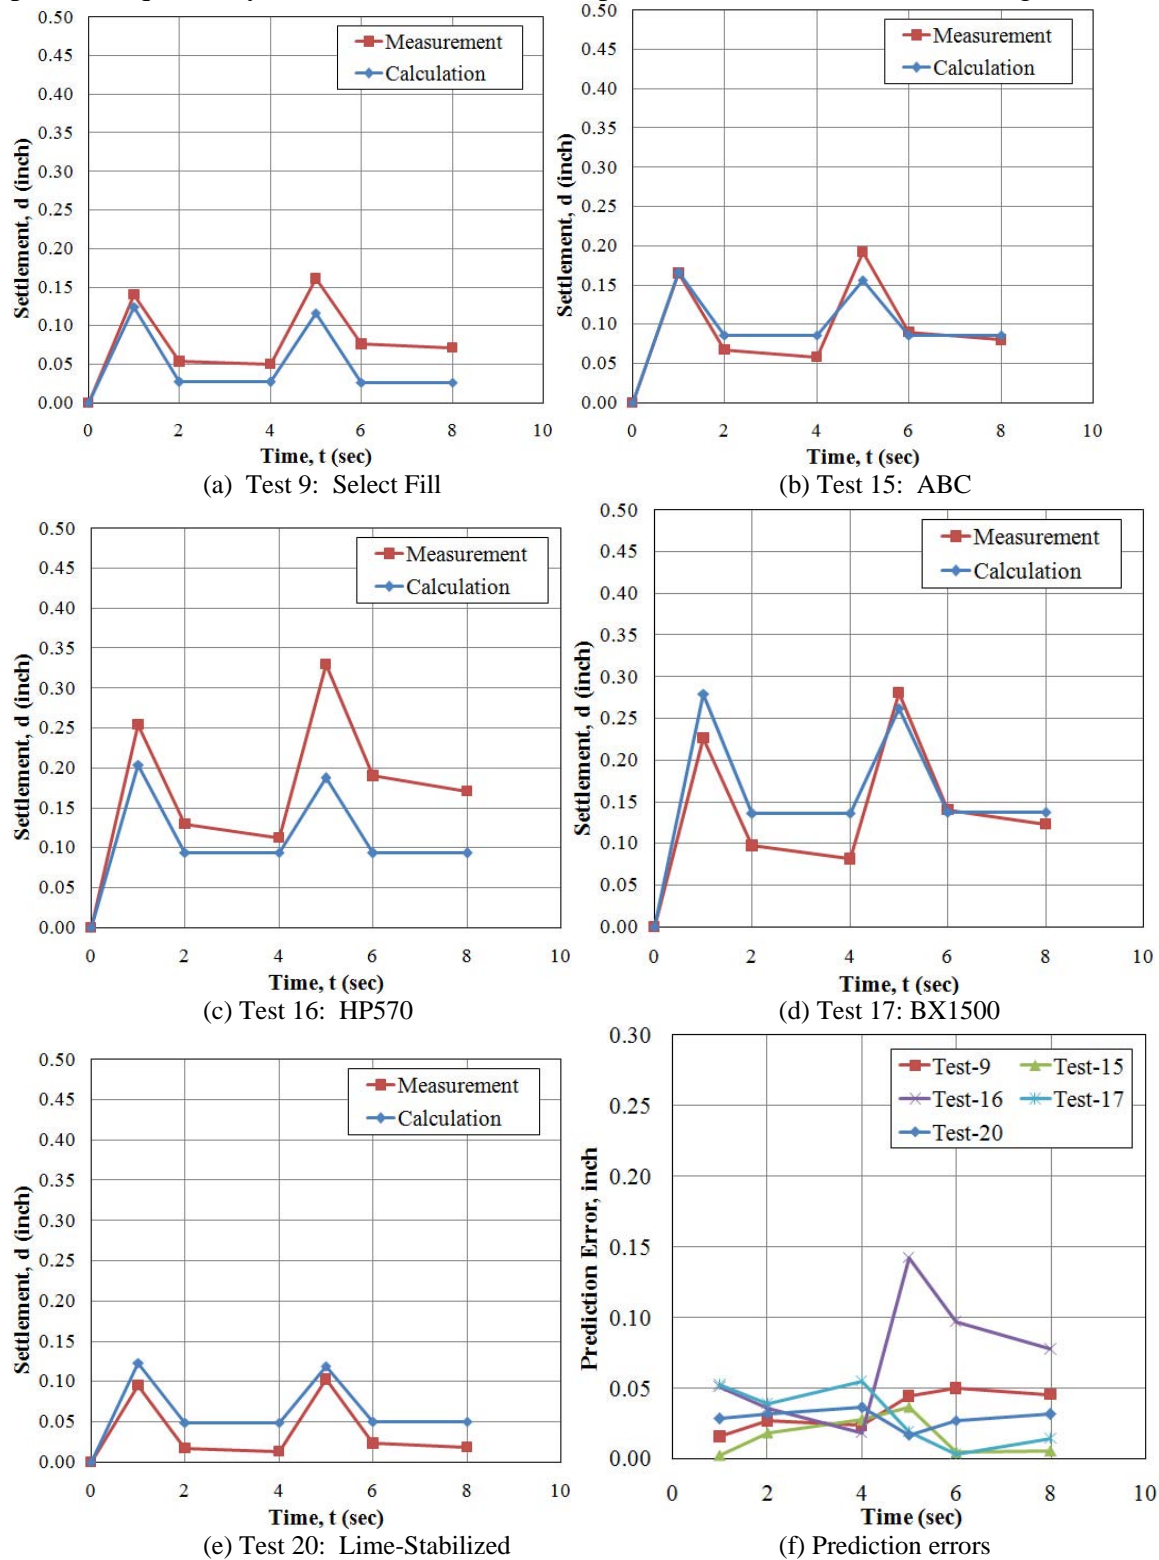 0.50
0.45
0.40
0.35
0.30
0.25
0.20
0.15
0.10
0.05
0.00
Settlement, d (inch)
Measurement
Calculation
0 2 4 6 8 10
Time, t (sec)
(a) Test 9: Select Fill
0.50
0.45
0.40
0.35
0.30
0.25
0.20
0.15
0.10
0.05
0.00
Settlement, d (inch)
Measurement
Calculation
0 2 4 6 8 10
Time, t (sec)
(b) Test 15: ABC
0.50
0.45
0.40
0.35
0.30
0.25
0.20
0.15
0.10
0.05
0.00
Settlement, d (inch)
Measurement
Calculation
0 2 4 6 8 10
Time, t (sec)
(c) Test 16: HP570
0.50
0.45
0.40
0.35
0.30
0.25
0.20
0.15
0.10
0.05
0.00
Settlement, d (inch)
Measurement
Calculation
0 2 4 6 8 10
Time, t (sec)
(d) Test 17: BX1500
0.50
0.45
0.40
0.35
0.30
0.25
0.20
0.15
0.10
0.05
0.00
Settlement, d (inch)
Measurement
Calculation
0 2 4 6 8 10
Time, t (sec)
(e) Test 20: Lime-Stabilized
0.30
0.25
0.20
0.15
0.10
0.05
0.00
Prediction Error, inch
Test-9 Test-15
Test-16 Test-17
Test-20
0 2 4 6 8 10
Time (sec)
(f) Prediction errors